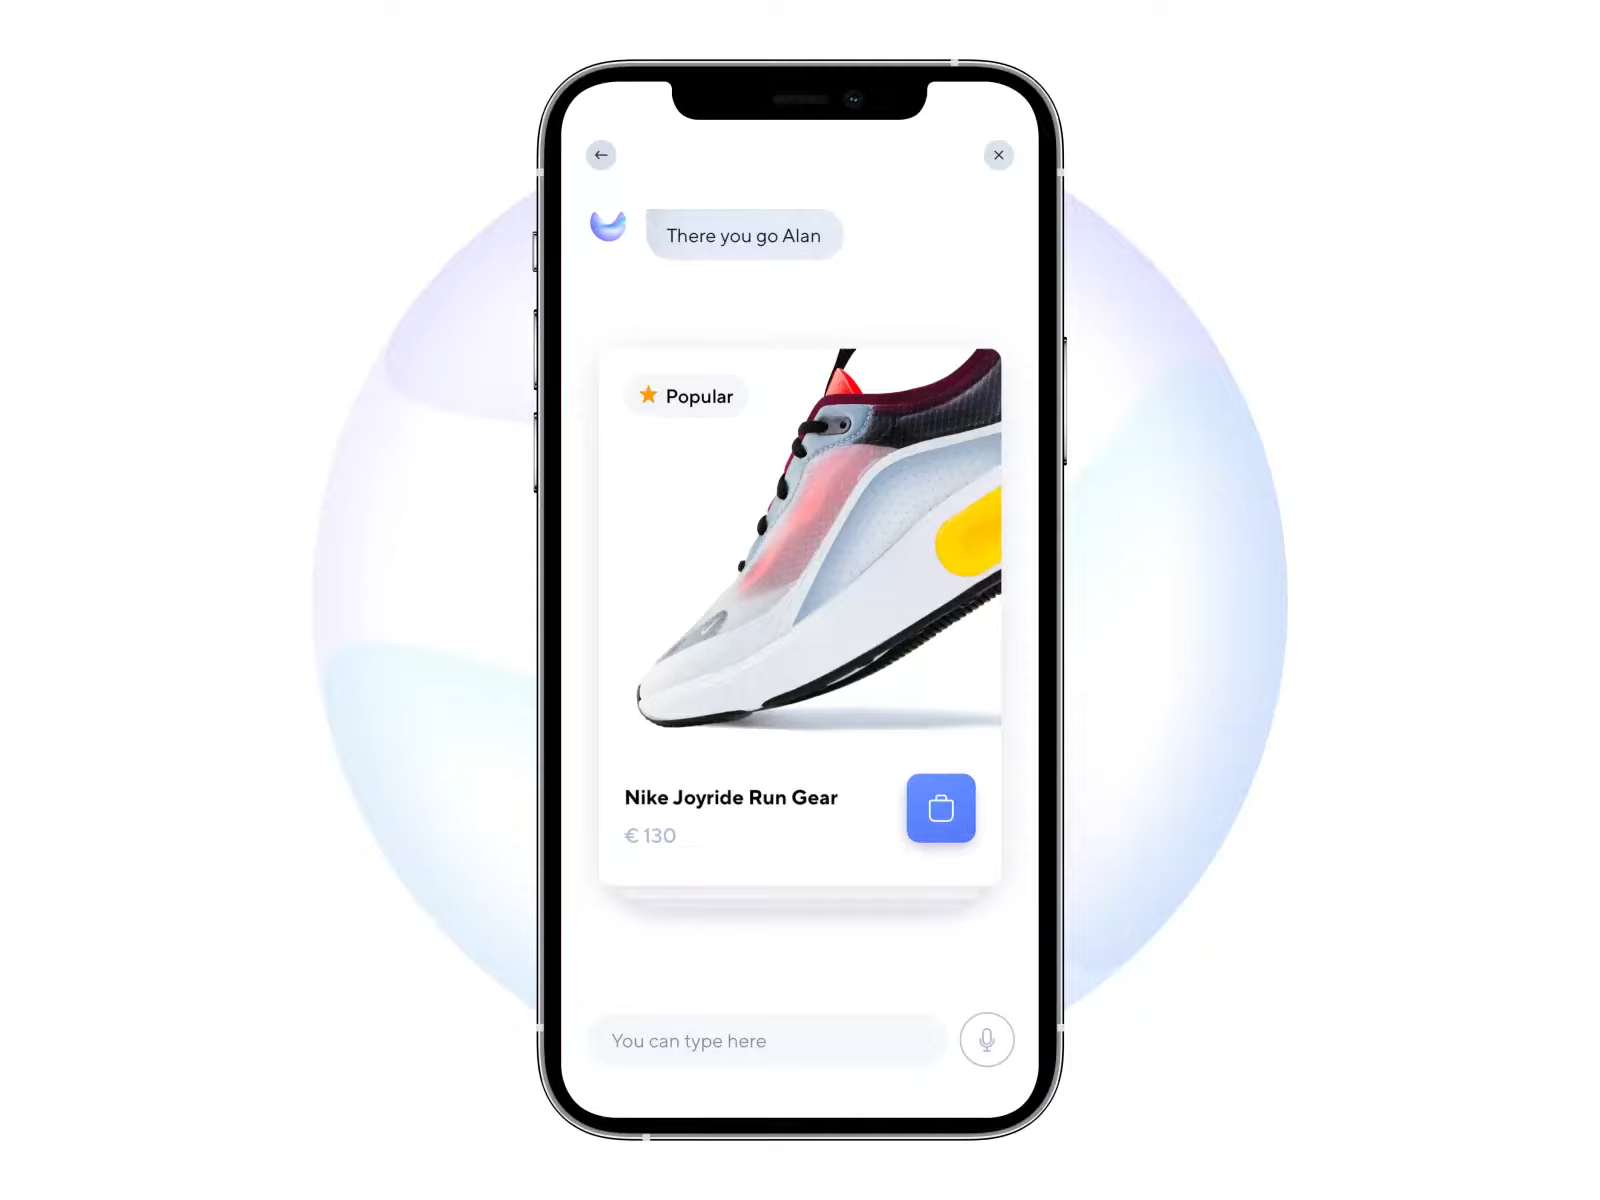 There you go Alan
Popular
Nike Joyride Run Gear
€ 130
You can type here